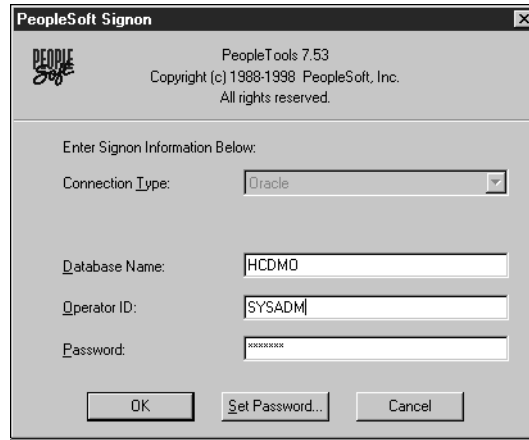 PeopleSoft Signon
PEOPLE
Soft
PeopleTools 7.53
Copyright (c) 1988-1998 PeopleSoft, Inc.
All rights reserved.
Enter Signon Information Below:
Connection Type: Oracle
Database Name: HCDMO
Operator ID: SYSADM
Password: *******
OK Set Password... Cancel